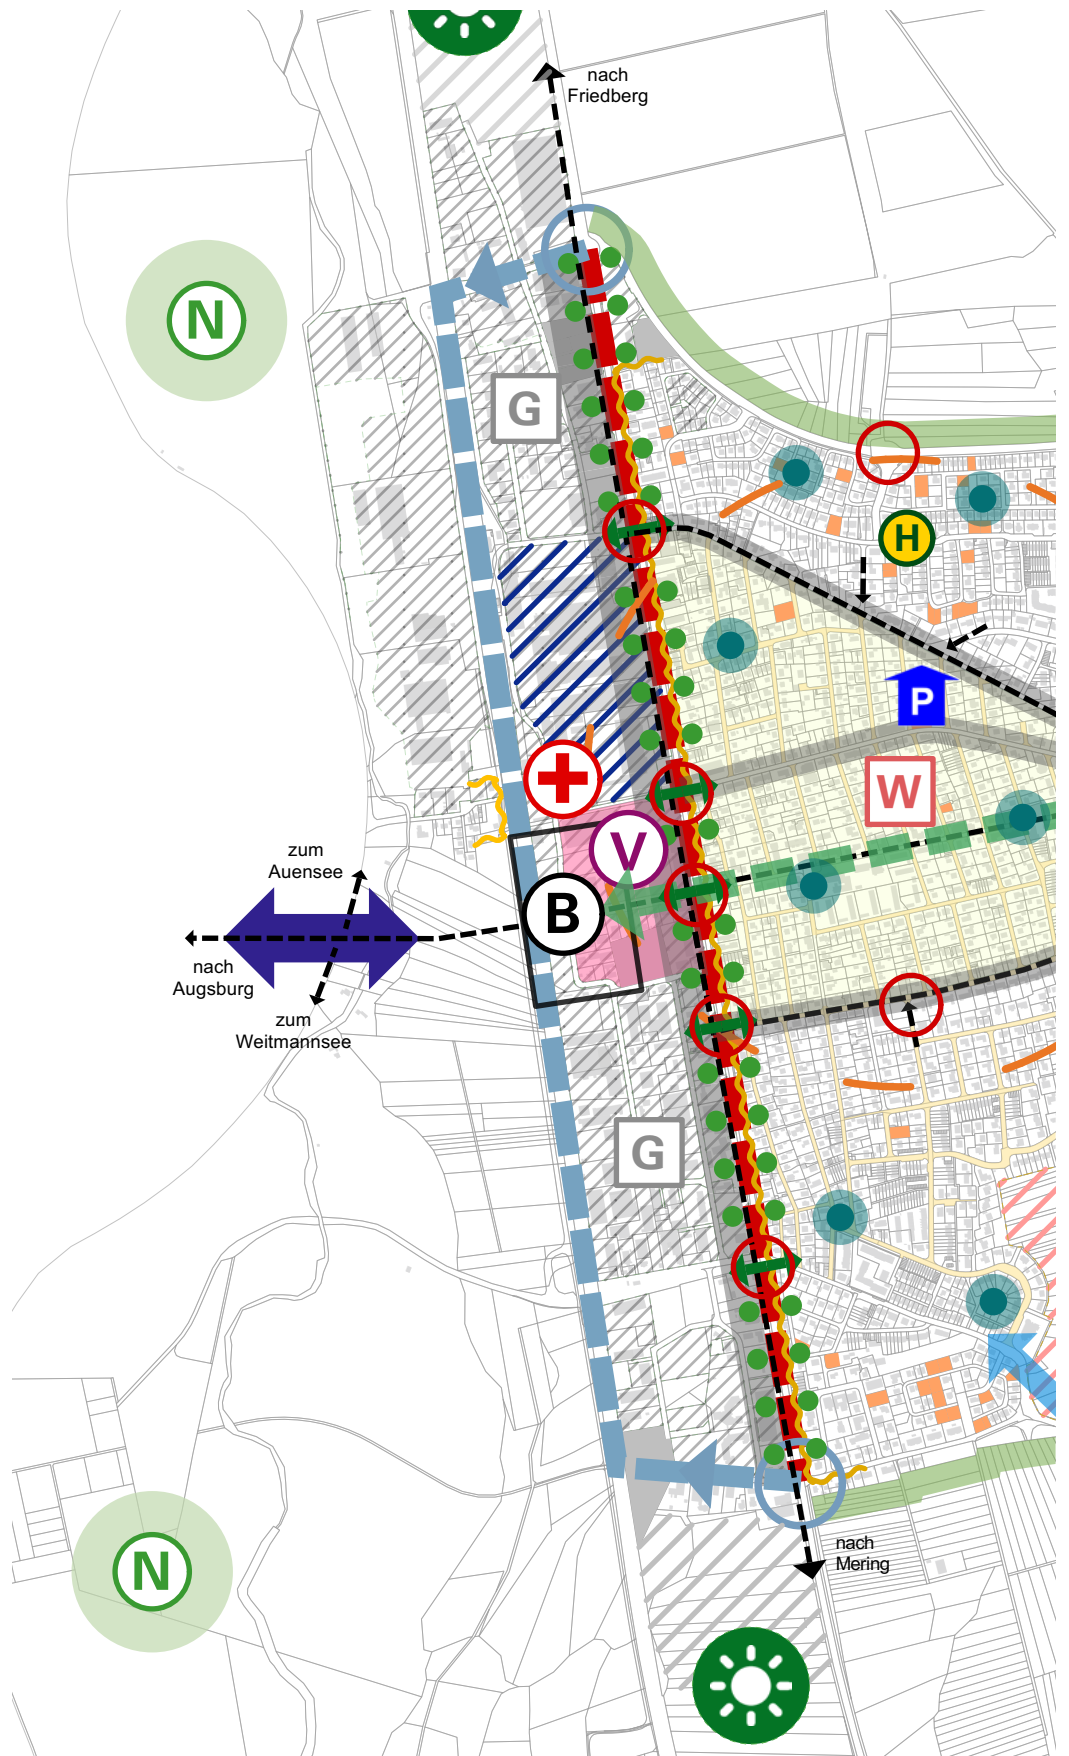 nach
Friedberg
N
G
H
P
W
V
B
zum
Auensee
nach
Augsburg
zum
Weitmannsee
G
nach
Mering
N